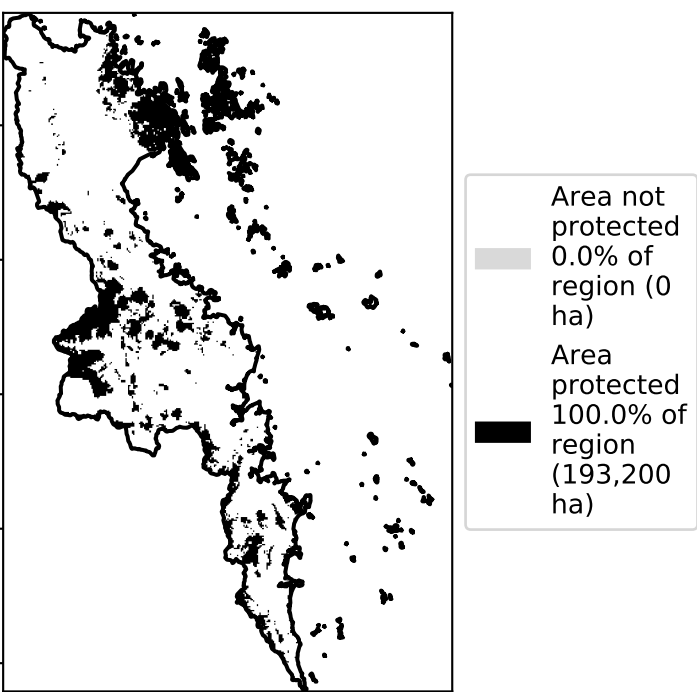 Area not
protected
0.0% of
region (0
ha)
Area
protected
100.0% of
region
(193,200
ha)